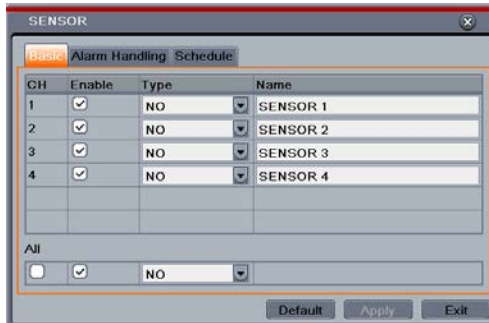 SENSOR
Basic Alarm Handling Schedule
CH Enable Type Name
1 NO SENSOR 1
2 NO SENSOR 2
3 NO SENSOR 3
4 NO SENSOR 4
All
NO
Default Apply Exit